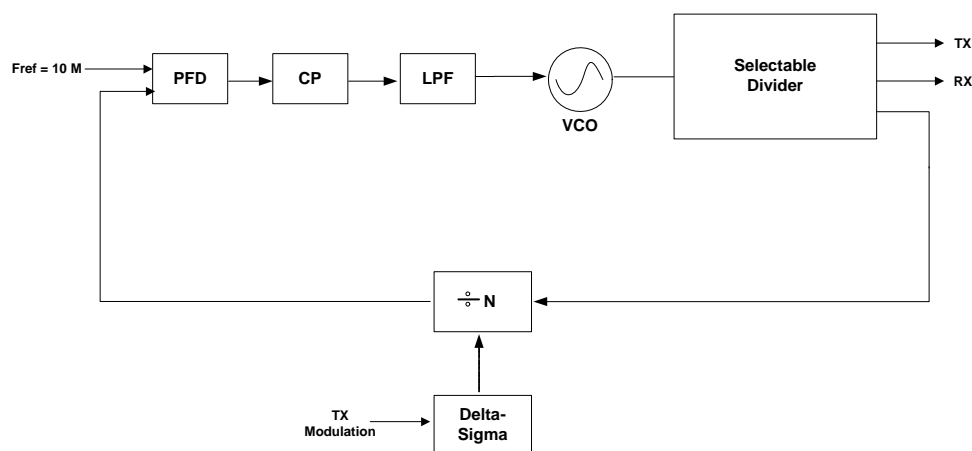 Fref = 10 M
PFD
CP
LPF
VCO
Selectable
Divider
TX
RX
÷ N
TX
Modulation
Delta-
Sigma